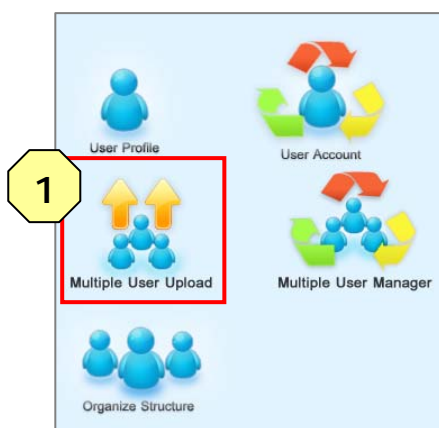 User Profile
User Account
1
Multiple User Upload
Multiple User Manager
Organize Structure